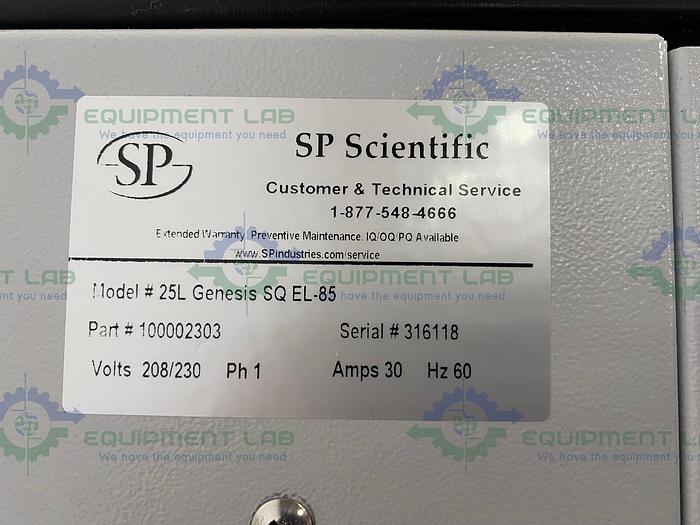 SP
SP Scientific
Customer & Technical Service
1-877-548-4666
Extended Warranty, Preventive Maintenance, IQ/OQ/PQ Available
www.SPindustries.com/service
Model # 25L Genesis SQ EL-85
Part # 100002303 Serial # 316118
Volts 208/230 Ph 1 Amps 30 Hz 60
EQUIPMENT LAB
We have the equipment you need